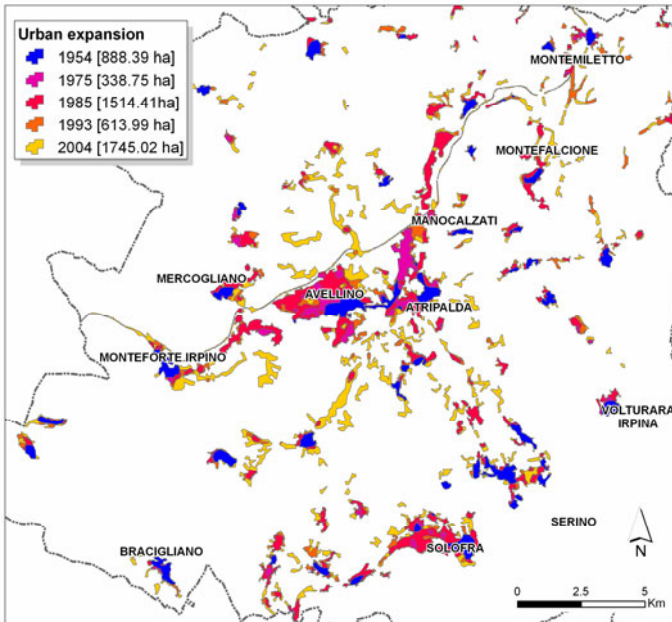 Urban expansion
1954 [888.39 ha]
1975 [338.75 ha]
1985 [1514.41ha]
1993 [613.99 ha]
2004 [1745.02 ha]
MONTEMILETTO
MONTEFALCIONE
MANOCALZATI
MERCOGLIANO
AVELLINO
ATRIPALDA
MONTEFORTE IRPINO
VOLTURARA
IRPINA
SERINO
SOLOFRA
BRACIGLIANO
N
0 2.5 5
Km